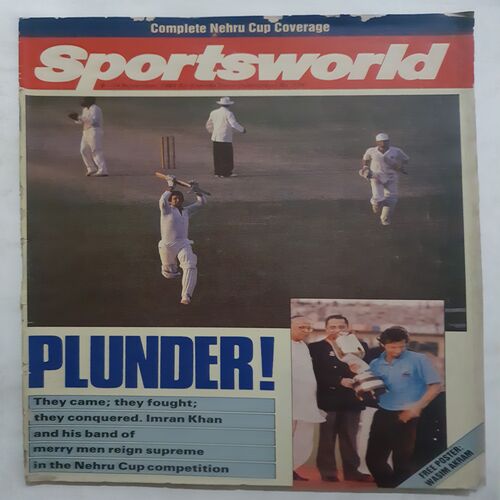 Complete Nehru Cup Coverage
Sportsworld
PLUNDER!
They came; they fought;
they conquered. Imran Khan
and his band of
merry men reign supreme
in the Nehru Cup competition
FREE POSTER:
WASIM AKRAM